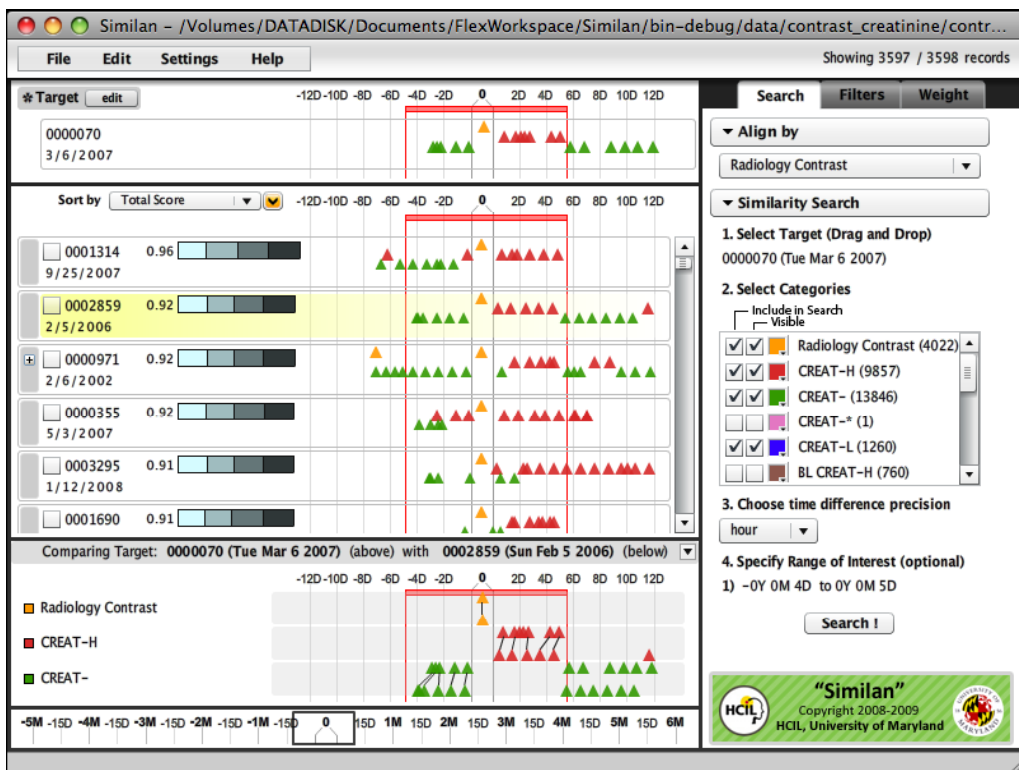 Similan – /Volumes/DATADISK/Documents/FlexWorkspace/Similan/bin-debug/data/contrast_creatinine/contr...
File Edit Settings Help
Showing 3597 / 3598 records
* Target edit
-12D -10D -8D -6D -4D -2D 0 2D 4D 6D 8D 10D 12D
0000070
3/6/2007
Sort by Total Score
-12D -10D -8D -6D -4D -2D 0 2D 4D 6D 8D 10D 12D
0001314 0.96
9/25/2007
0002859 0.92
2/5/2006
0000971 0.92
2/6/2002
0000355 0.92
5/3/2007
0003295 0.91
1/12/2008
0001690 0.91
Comparing Target: 0000070 (Tue Mar 6 2007) (above) with 0002859 (Sun Feb 5 2006) (below)
-12D -10D -8D -6D -4D -2D 0 2D 4D 6D 8D 10D 12D
Radiology Contrast
CREAT-H
CREAT-
-5M -15D -4M -15D -3M -15D -2M -15D -1M -15D 0 15D 1M 15D 2M 15D 3M 15D 4M 15D 5M 15D 6M
Search Filters Weight
Align by
Radiology Contrast
Similarity Search
1. Select Target (Drag and Drop)
0000070 (Tue Mar 6 2007)
2. Select Categories
Include in Search
Visible
Radiology Contrast (4022)
CREAT-H (9857)
CREAT- (13846)
CREAT-* (1)
CREAT-L (1260)
BL CREAT-H (760)
3. Choose time difference precision
hour
4. Specify Range of Interest (optional)
1) -0Y 0M 4D to 0Y 0M 5D
Search !
HCIL
"Similan"
Copyright 2008-2009
HCIL, University of Maryland